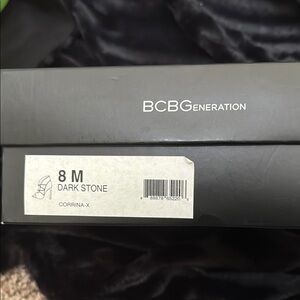 BCBGENERATION
8 M
DARK STONE
CORRINA-X